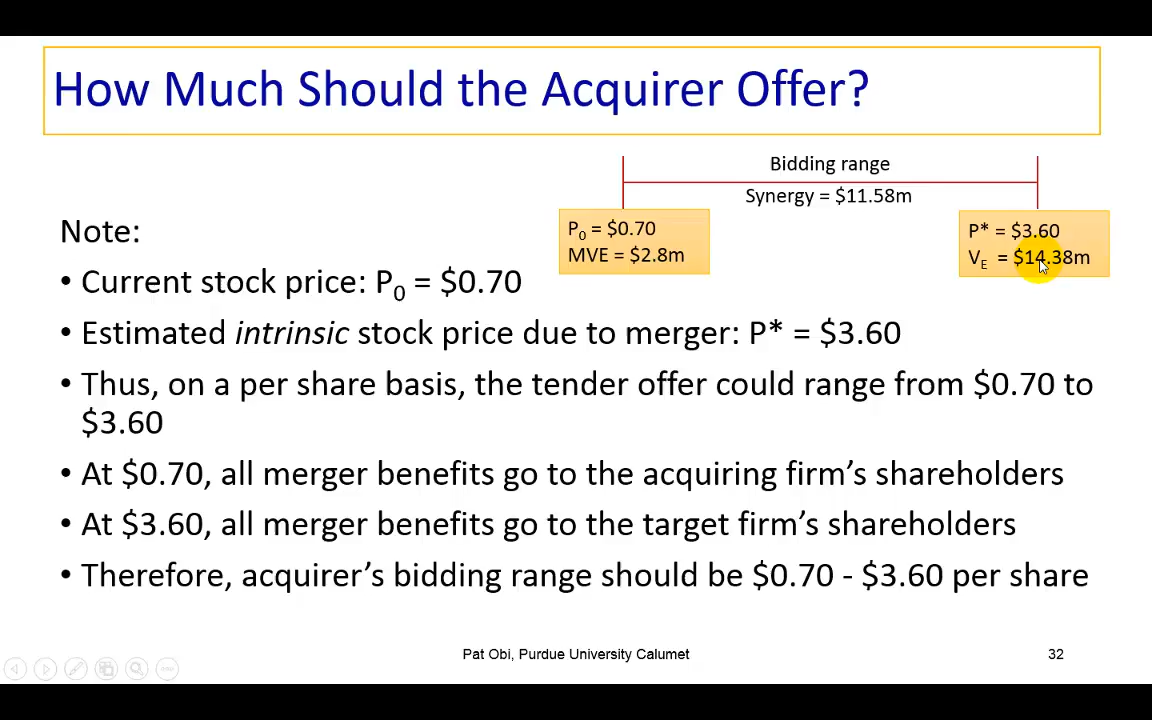 How Much Should the Acquirer Offer?
Bidding range
Synergy = $11.58m
P0 = $0.70
MVE = $2.8m
P* = $3.60
VE = $14.38m
Note:
• Current stock price: P0 = $0.70
• Estimated intrinsic stock price due to merger: P* = $3.60
• Thus, on a per share basis, the tender offer could range from $0.70 to
$3.60
• At $0.70, all merger benefits go to the acquiring firm’s shareholders
• At $3.60, all merger benefits go to the target firm’s shareholders
• Therefore, acquirer’s bidding range should be $0.70 - $3.60 per share
Pat Obi, Purdue University Calumet
32